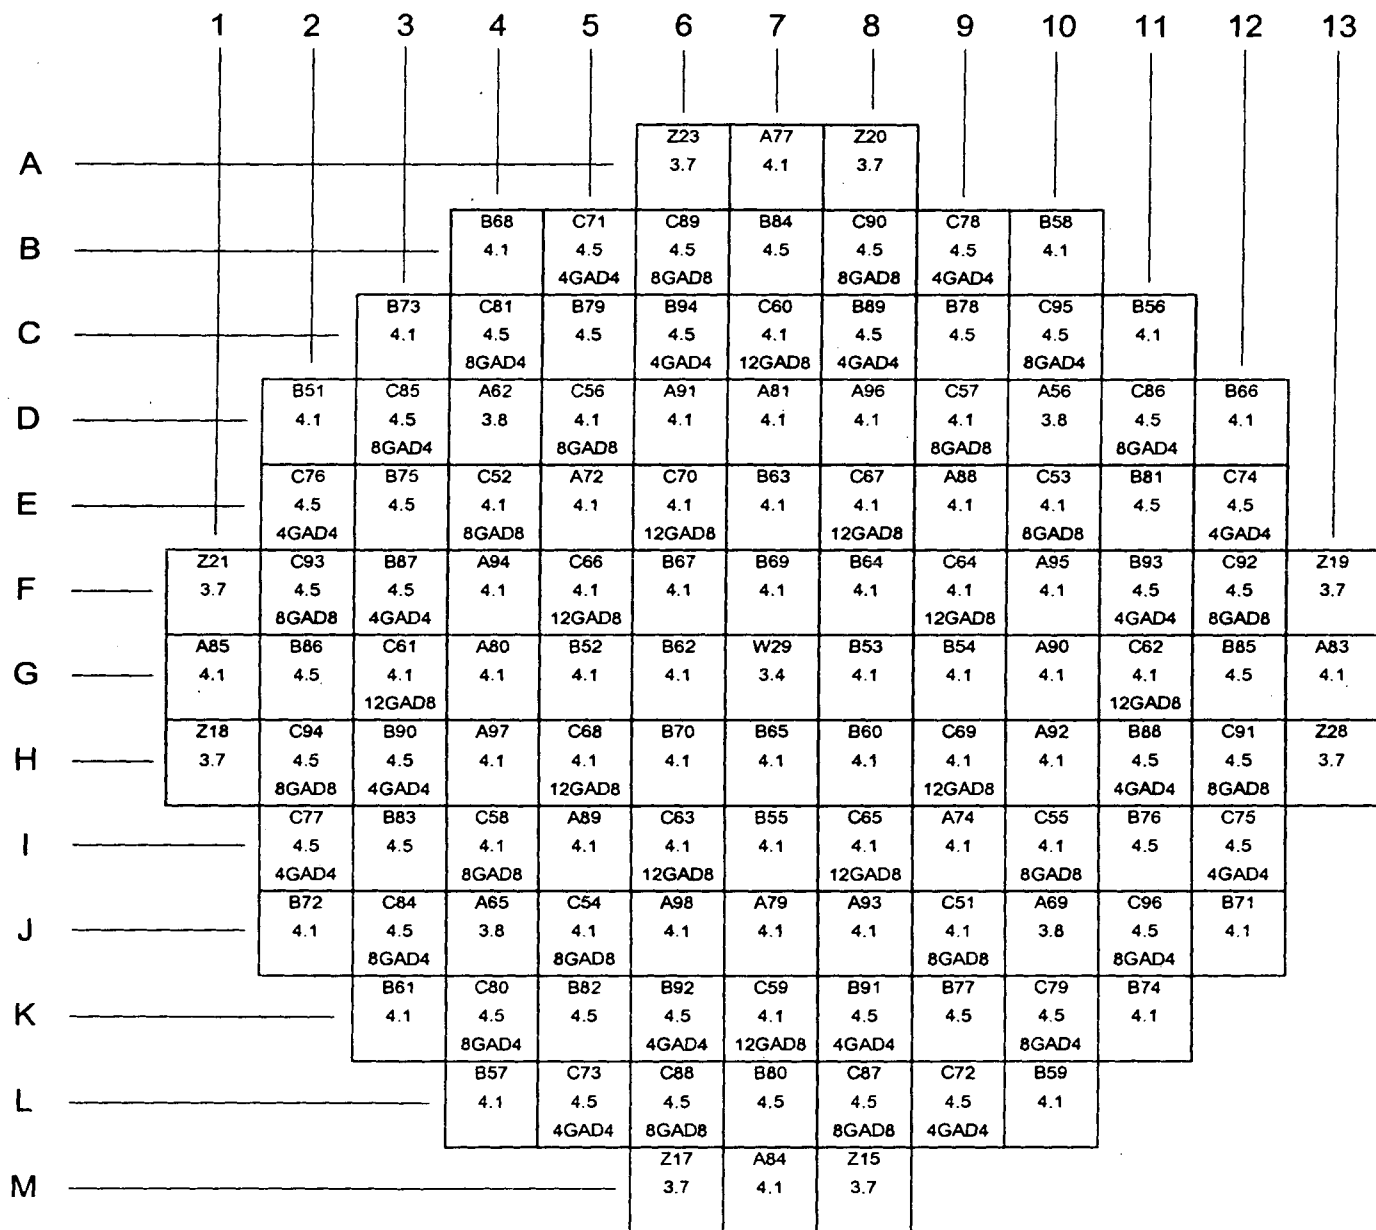 1 2 3 4 5 6 7 8 9 10 11 12 13
A
Z23 A77 Z20
3.7 4.1 3.7
B
B68 C71 C89 B84 C90 C78 B58
4.1 4.5 4.5 4.5 4.5 4.5 4.1
4GAD4 8GAD8 8GAD8 4GAD4
C
B73 C81 B79 B94 C60 B89 B78 C95 B56
4.1 4.5 4.5 4.5 4.1 4.5 4.5 4.5 4.1
8GAD4 4GAD4 12GAD8 4GAD4 8GAD4
D
B51 C85 A62 C56 A91 A81 A96 C57 A56 C86 B66
4.1 4.5 3.8 4.1 4.1 4.1 4.1 4.1 3.8 4.5 4.1
8GAD4 8GAD8 8GAD8 8GAD4
E
C76 B75 C52 A72 C70 B63 C67 A88 C53 B81 C74
4.5 4.5 4.1 4.1 4.1 4.1 4.1 4.1 4.1 4.5 4.5
4GAD4 8GAD8 12GAD8 12GAD8 8GAD8 4GAD4
F
Z21 C93 B87 A94 C66 B67 B69 B64 C64 A95 B93 C92 Z19
3.7 4.5 4.5 4.1 4.1 4.1 4.1 4.1 4.1 4.1 4.5 4.5 3.7
8GAD8 4GAD4 12GAD8 12GAD8 4GAD4 8GAD8
G
A85 B86 C61 A80 B52 B62 W29 B53 B54 A90 C62 B85 A83
4.1 4.5 4.1 4.1 4.1 4.1 3.4 4.1 4.1 4.1 4.1 4.5 4.1
12GAD8 12GAD8
H
Z18 C94 B90 A97 C68 B70 B65 B60 C69 A92 B88 C91 Z28
3.7 4.5 4.5 4.1 4.1 4.1 4.1 4.1 4.1 4.1 4.5 4.5 3.7
8GAD8 4GAD4 12GAD8 12GAD8 4GAD4 8GAD8
I
C77 B83 C58 A89 C63 B55 C65 A74 C55 B76 C75
4.5 4.5 4.1 4.1 4.1 4.1 4.1 4.1 4.1 4.5 4.5
4GAD4 8GAD8 12GAD8 12GAD8 8GAD8 4GAD4
J
B72 C84 A65 C54 A98 A79 A93 C51 A69 C96 B71
4.1 4.5 3.8 4.1 4.1 4.1 4.1 4.1 3.8 4.5 4.1
8GAD4 8GAD8 8GAD8 8GAD4
K
B61 C80 B82 B92 C59 B91 B77 C79 B74
4.1 4.5 4.5 4.5 4.1 4.5 4.5 4.5 4.1
8GAD4 4GAD4 12GAD8 4GAD4 8GAD4
L
B57 C73 C88 B80 C87 C72 B59
4.1 4.5 4.5 4.5 4.5 4.5 4.1
4GAD4 8GAD8 8GAD8 4GAD4
M
Z17 A84 Z15
3.7 4.1 3.7